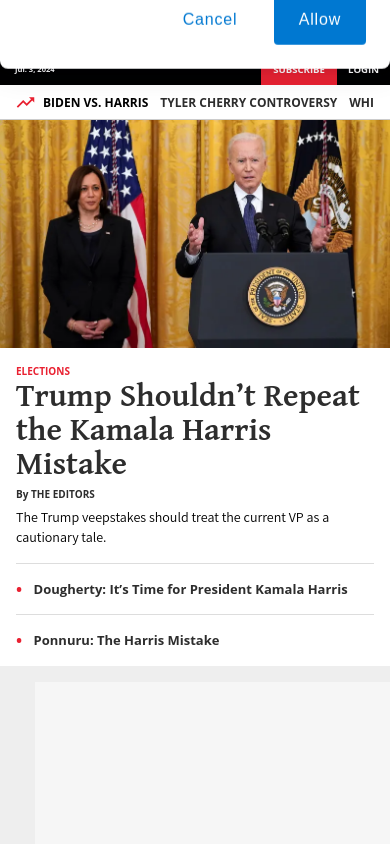 Cancel
Allow
Jul. 3, 2024
SUBSCRIBE
LOGIN
BIDEN VS. HARRIS
TYLER CHERRY CONTROVERSY
WHI
ELECTIONS
Trump Shouldn’t Repeat
the Kamala Harris
Mistake
By THE EDITORS
The Trump veepstakes should treat the current VP as a
cautionary tale.
• Dougherty: It’s Time for President Kamala Harris
• Ponnuru: The Harris Mistake